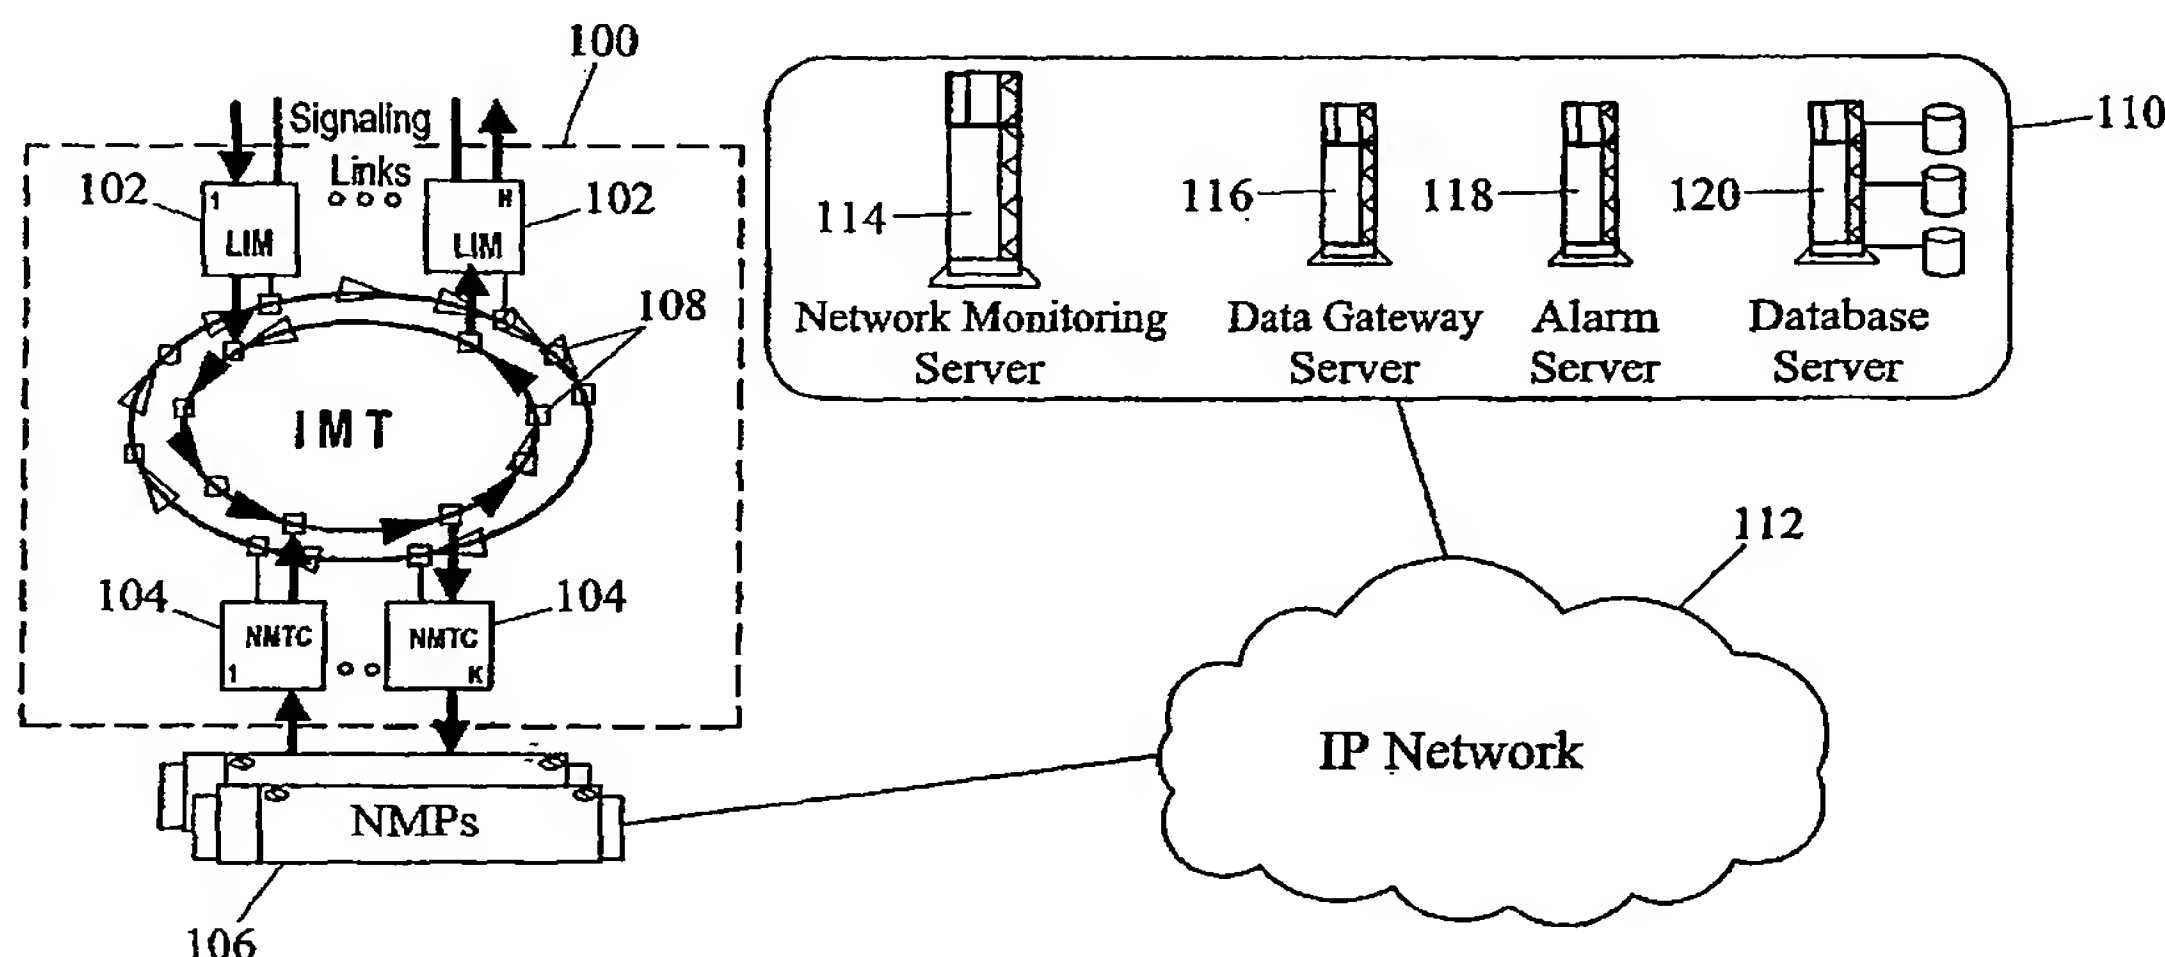 100
Signaling
Links
110
102
1
LIM
H
LIM
102
114
116
118
120
108
Network Monitoring
Server
Data Gateway
Server
Alarm
Server
Database
Server
IMT
112
104
NMTC
1
NMTC
K
104
IP Network
NMPs
106